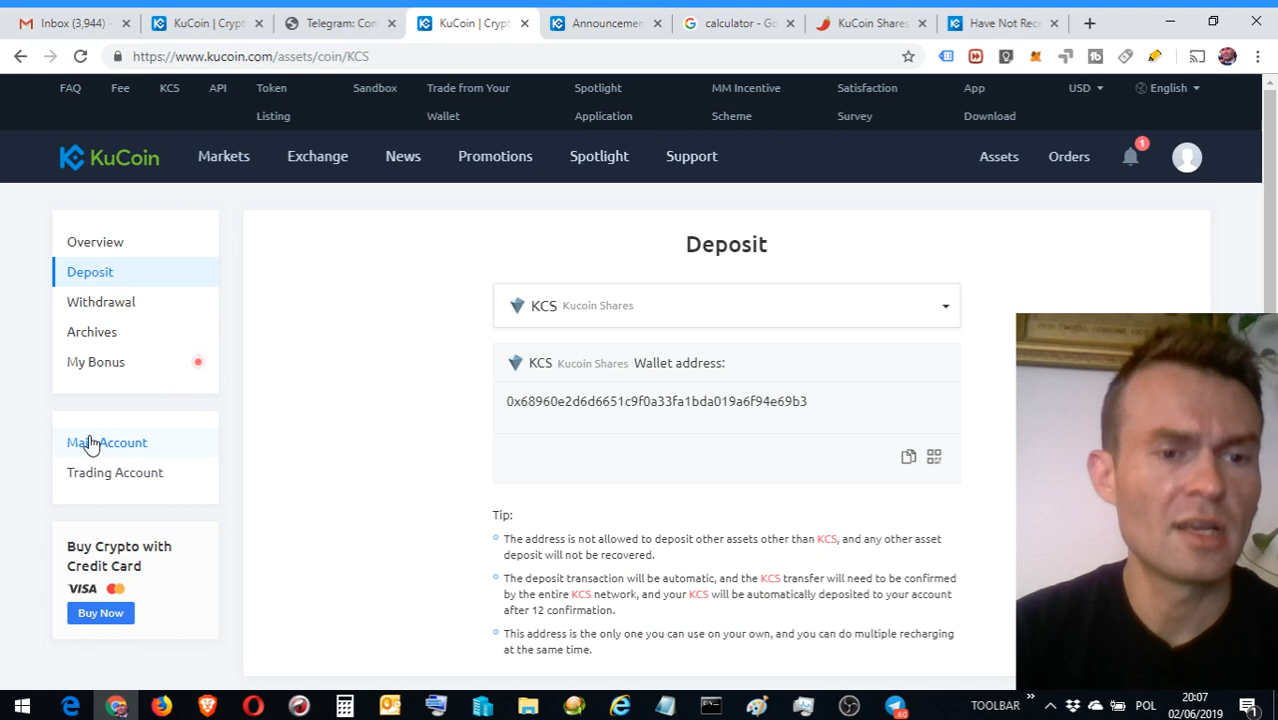 Inbox (3,944) -
KuCoin | Crypt
Telegram: Con
KuCoin | Crypt
Announcemen
calculator - Go
KuCoin Shares
Have Not Rece
https://www.kucoin.com/assets/coin/KCS
FAQ
Fee
KCS
API
Token Listing
Sandbox
Trade from Your Wallet
Spotlight Application
MM Incentive Scheme
Satisfaction Survey
App Download
USD
English
KuCoin
Markets
Exchange
News
Promotions
Spotlight
Support
Assets
Orders
1
Overview
Deposit
Withdrawal
Archives
My Bonus
Main Account
Trading Account
Buy Crypto with
Credit Card
VISA
Buy Now
Deposit
KCS Kucoin Shares
KCS Kucoin Shares Wallet address:
0x68960e2d6d6651c9f0a33fa1bda019a6f94e69b3
Tip:
The address is not allowed to deposit other assets other than KCS, and any other asset
deposit will not be recovered.
The deposit transaction will be automatic, and the KCS transfer will need to be confirmed
by the entire KCS network, and your KCS will be automatically deposited to your account
after 12 confirmation.
This address is the only one you can use on your own, and you can do multiple recharging
at the same time.
60
TOOLBAR
POL
20:07
02/06/2019
1